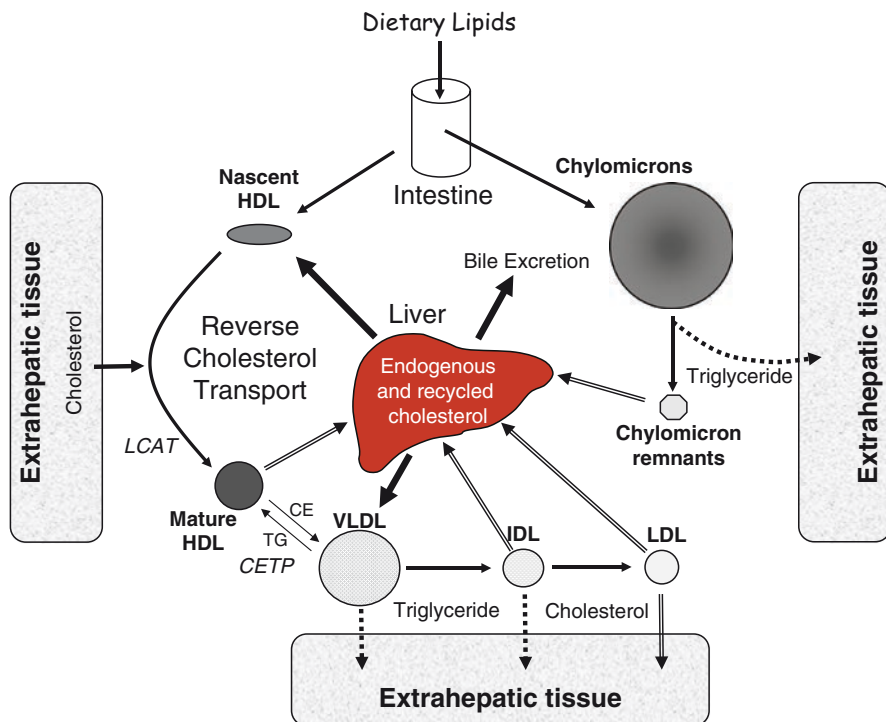 Dietary Lipids
Intestine
Nascent
HDL
Chylomicrons
Bile Excretion
Liver
Extrahepatic tissue
Cholesterol
Reverse
Cholesterol
Transport
Endogenous
and recycled
cholesterol
Triglyceride
Extrahepatic tissue
Chylomicron
remnants
LCAT
Mature
HDL
CE
TG
CETP
VLDL
IDL
LDL
Triglyceride
Cholesterol
Extrahepatic tissue